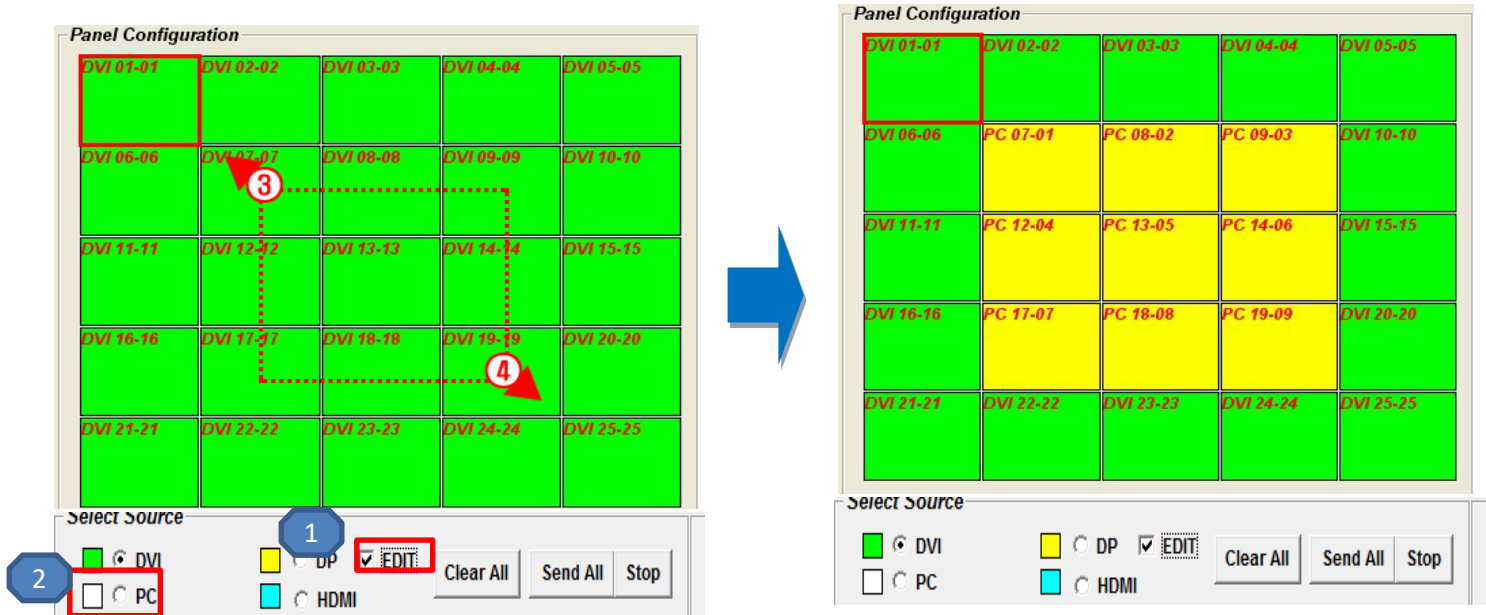 Panel Configuration
DVI 01-01 DVI 02-02 DVI 03-03 DVI 04-04 DVI 05-05
DVI 06-06 DVI 07-07 DVI 08-08 DVI 09-09 DVI 10-10
3
DVI 11-11 DVI 12-12 DVI 13-13 DVI 14-14 DVI 15-15
DVI 16-16 DVI 17-17 DVI 18-18 DVI 19-19 DVI 20-20
4
DVI 21-21 DVI 22-22 DVI 23-23 DVI 24-24 DVI 25-25
Select Source
1
DVI DP EDIT Clear All Send All Stop
2 PC HDMI
Panel Configuration
DVI 01-01 DVI 02-02 DVI 03-03 DVI 04-04 DVI 05-05
DVI 06-06 PC 07-01 PC 08-02 PC 09-03 DVI 10-10
DVI 11-11 PC 12-04 PC 13-05 PC 14-06 DVI 15-15
DVI 16-16 PC 17-07 PC 18-08 PC 19-09 DVI 20-20
DVI 21-21 DVI 22-22 DVI 23-23 DVI 24-24 DVI 25-25
Select Source
DVI DP EDIT Clear All Send All Stop
PC HDMI